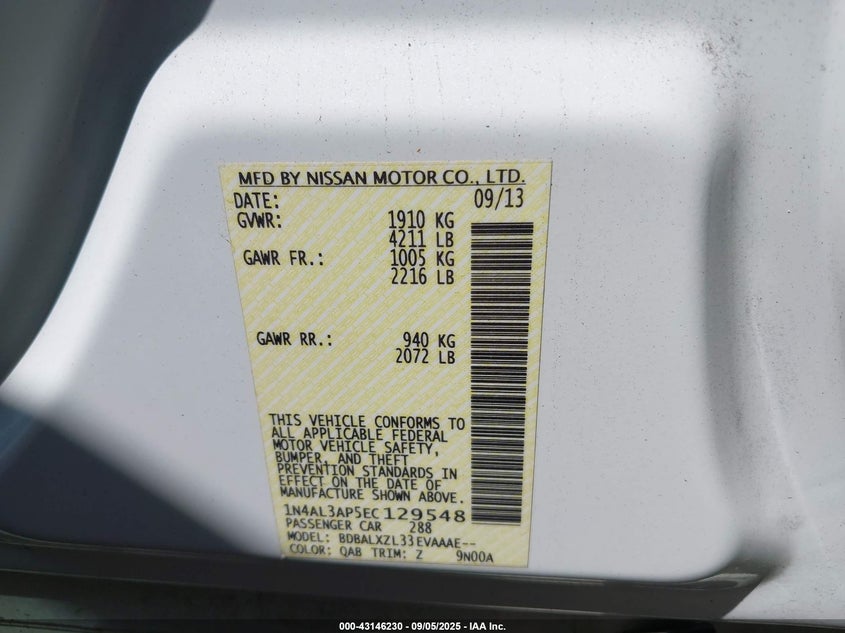 MFD BY NISSAN MOTOR CO., LTD.
DATE: 09/13
GVWR: 1910 KG
4211 LB
GAWR FR.: 1005 KG
2216 LB
GAWR RR.: 940 KG
2072 LB
THIS VEHICLE CONFORMS TO
ALL APPLICABLE FEDERAL
MOTOR VEHICLE SAFETY,
BUMPER, AND THEFT
PREVENTION STANDARDS IN
EFFECT ON THE DATE OF
MANUFACTURE SHOWN ABOVE.
1N4AL3AP5EC129548
PASSENGER CAR 288
MODEL: BDBALXZL33EVAAAE--
COLOR: QAB TRIM: Z 9N00A
000-43146230 - 09/05/2025 - IAA Inc.